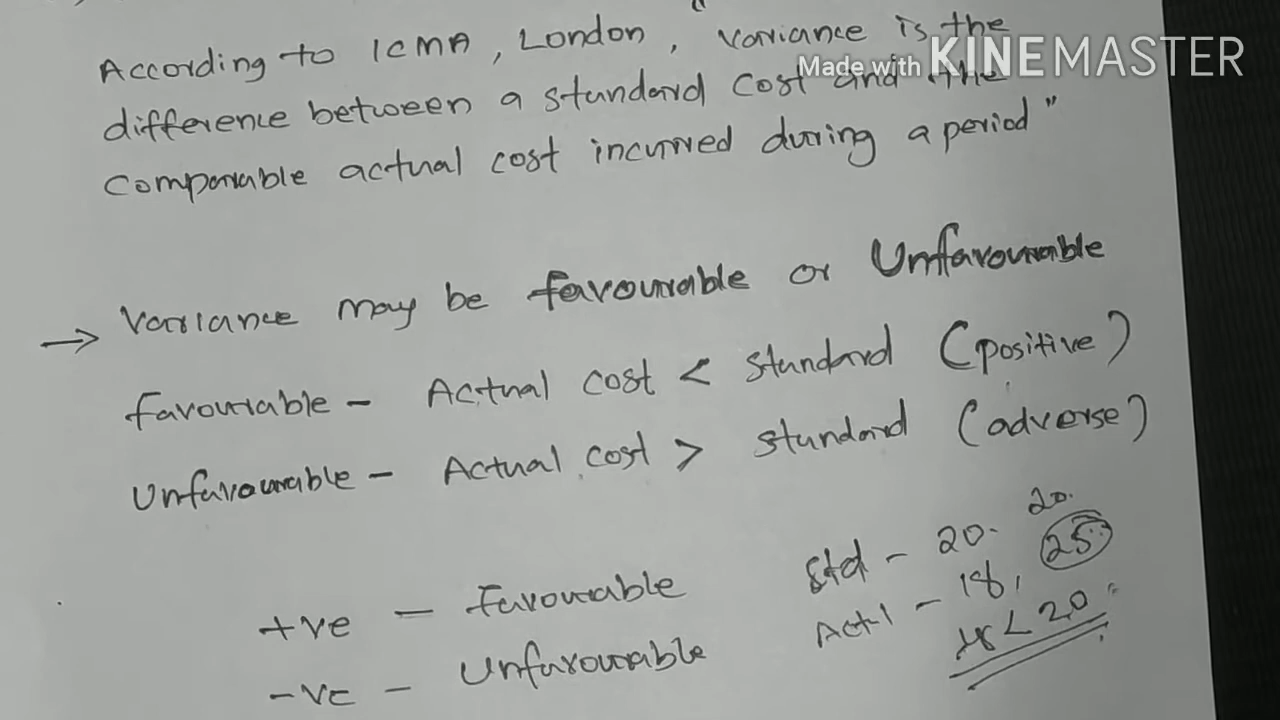 According to ICMA, London, "Variance is the
Made with KINEMASTER
difference between a standard cost and the
Comparable actual cost incurred during a period"
→ Variance may be favourable or Unfavourable
favourable - Actual cost < standard (positive)
Unfavourable - Actual cost > standard (adverse)
+ve - Favourable
-ve - Unfavourable
Std - 20. 20.
Act-l - 18, 25
18 < 20